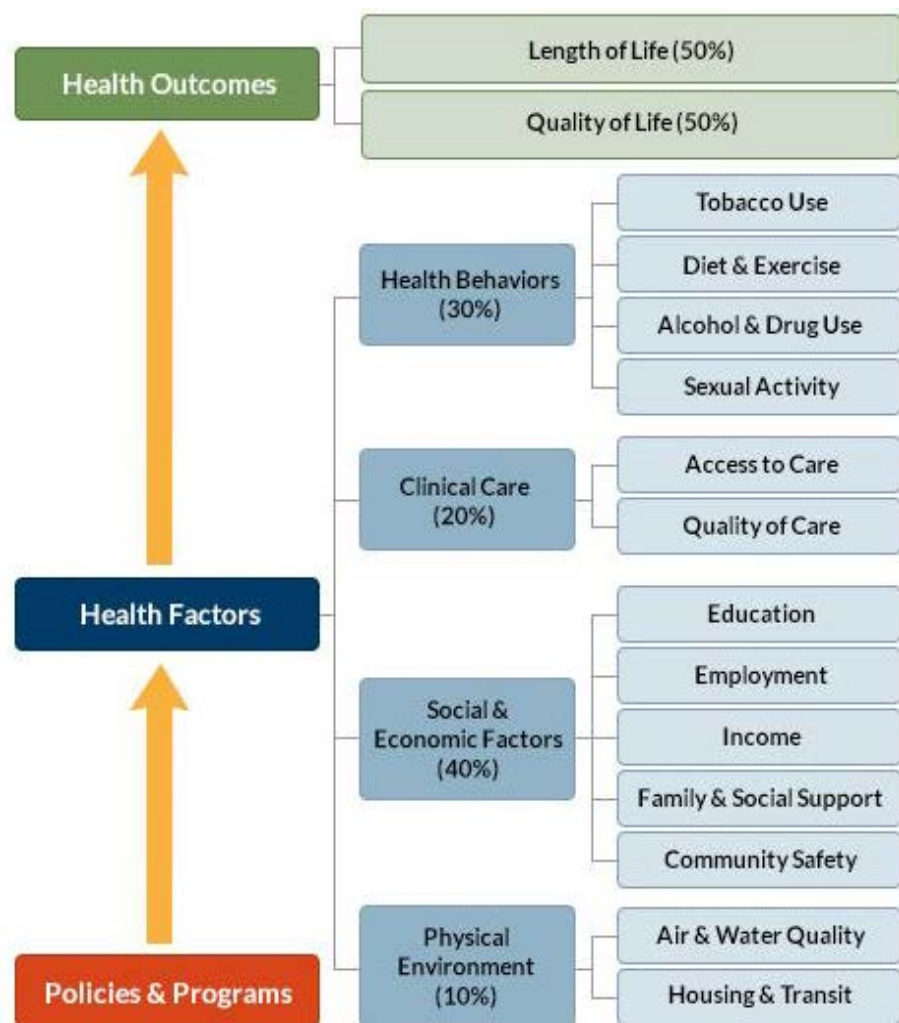 Health Outcomes
Length of Life (50%)
Quality of Life (50%)
Health Factors
Health Behaviors
(30%)
Tobacco Use
Diet & Exercise
Alcohol & Drug Use
Sexual Activity
Clinical Care
(20%)
Access to Care
Quality of Care
Social &
Economic Factors
(40%)
Education
Employment
Income
Family & Social Support
Community Safety
Physical
Environment
(10%)
Air & Water Quality
Housing & Transit
Policies & Programs